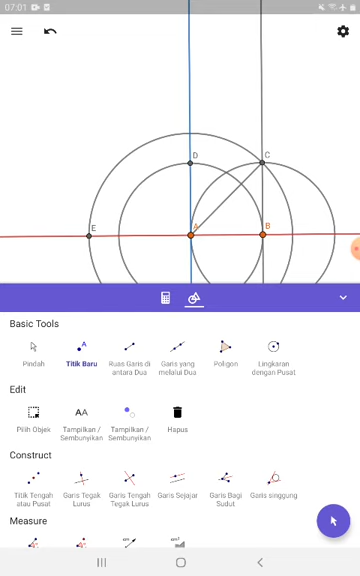 07:01
D
C
E
A
B
Basic Tools
A
Pindah
Titik Baru
Ruas Garis di antara Dua
Garis yang melalui Dua
Poligon
Lingkaran dengan Pusat
Edit
AA
Pilih Objek
Tampilkan / Sembunyikan
Tampilkan / Sembunyikan
Hapus
Construct
Titik Tengah atau Pusat
Garis Tegak Lurus
Garis Tengah Tegak Lurus
Garis Sejajar
Garis Bagi Sudut
Garis singgung
Measure